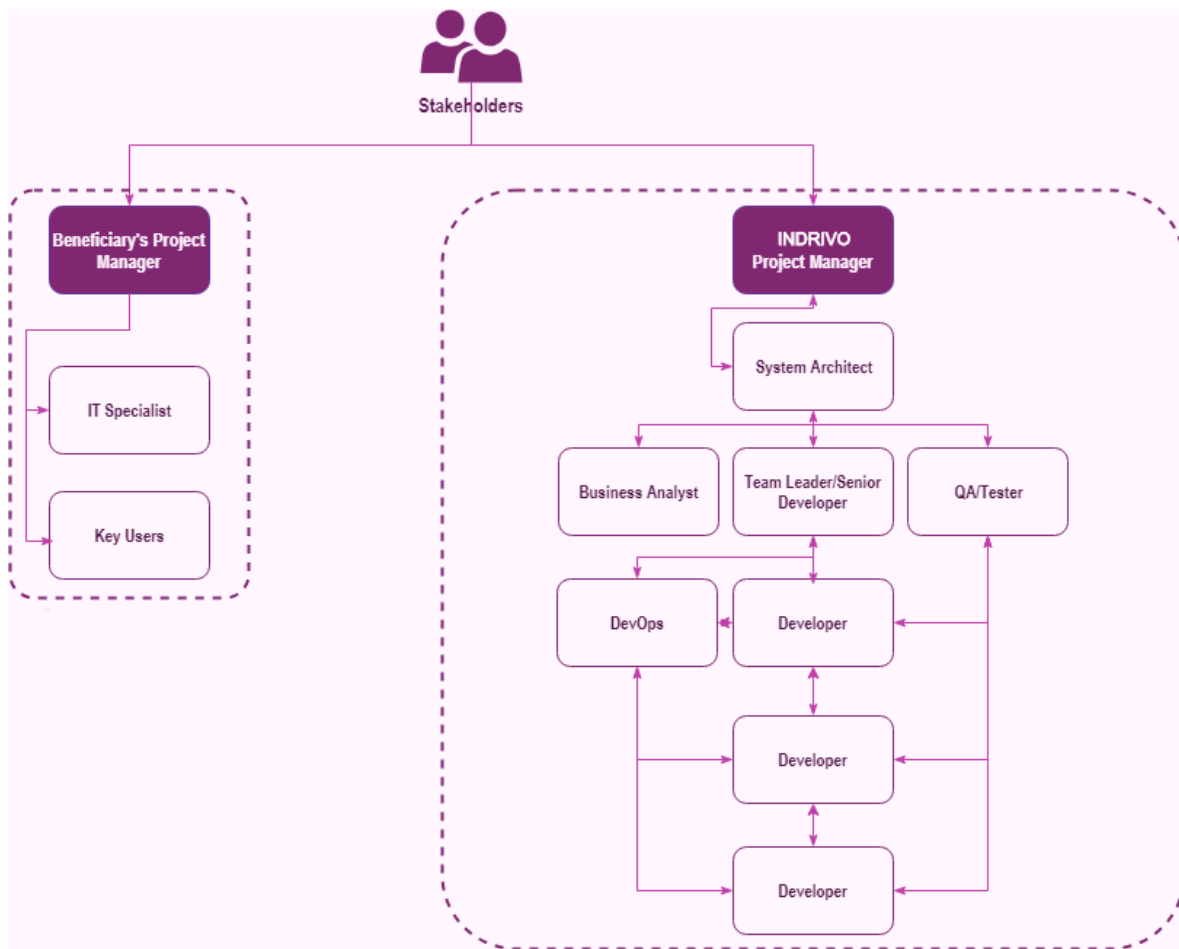 Stakeholders
Beneficiary's Project
Manager
INDRIVO
Project Manager
System Architect
IT Specialist
Business Analyst
Team Leader/Senior
Developer
QA/Tester
Key Users
DevOps
Developer
Developer
Developer